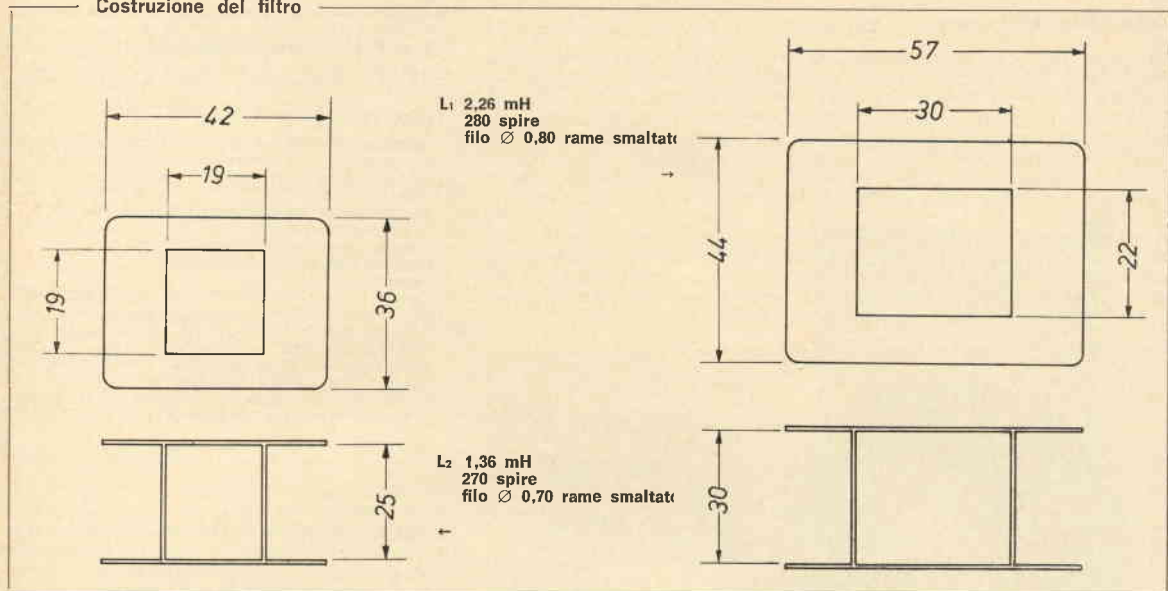 Costruzione del filtro
42
19
19
36
25
L₁ 2,26 mH
280 spire
filo Ø 0,80 rame smaltato
→
L₂ 1,36 mH
270 spire
filo Ø 0,70 rame smaltato
←
57
30
44
22
30